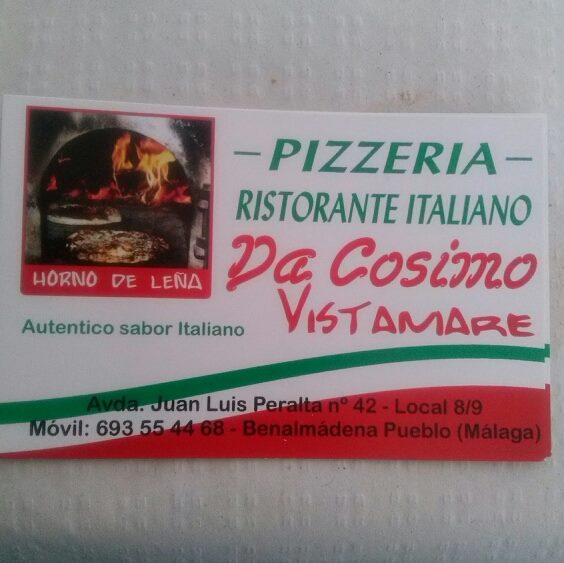 - PIZZERIA -
RISTORANTE ITALIANO
Da Cosimo
VISTAMARE
HORNO DE LEÑA
Autentico sabor Italiano
Avda. Juan Luis Peralta nº 42 - Local 8/9
Móvil: 693 55 44 68 - Benalmádena Pueblo (Málaga)